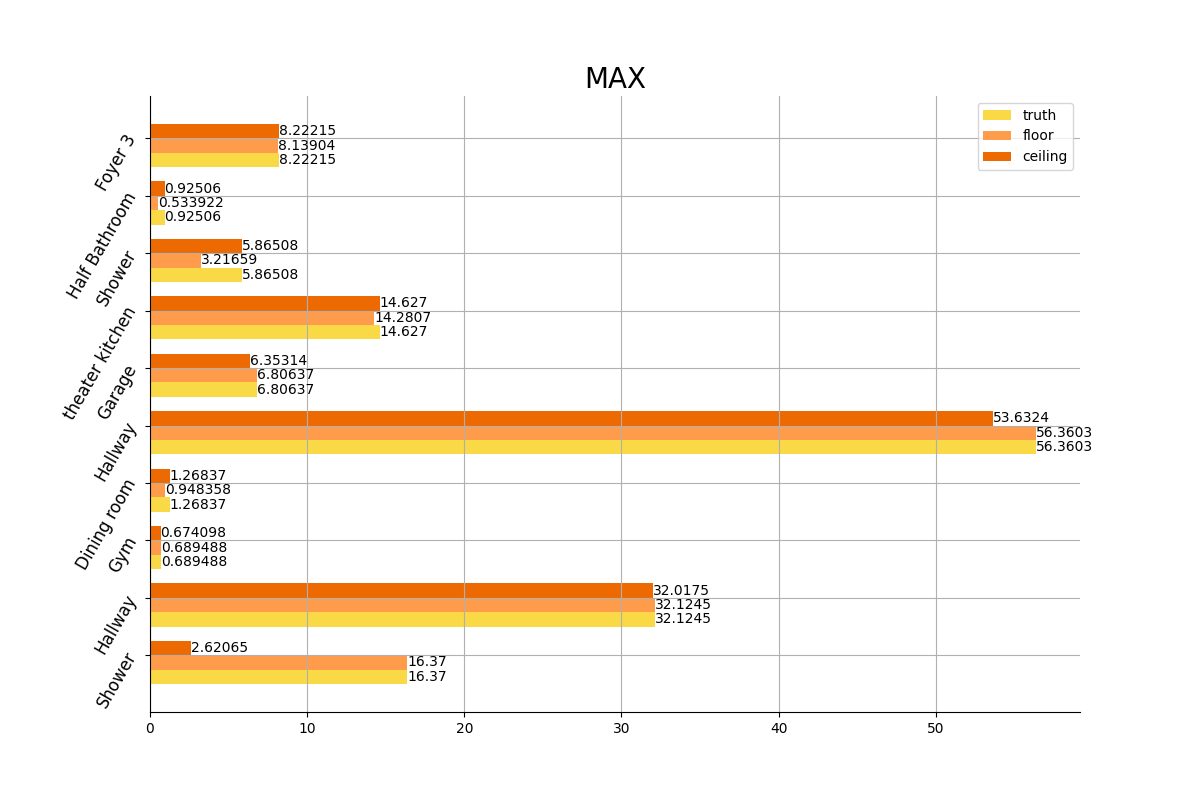 MAX
truth
floor
ceiling
Foyer 3
8.22215
8.13904
8.22215
Half Bathroom
0.92506
0.533922
0.92506
Shower
5.86508
3.21659
5.86508
theater kitchen
14.627
14.2807
14.627
Garage
6.35314
6.80637
6.80637
Hallway
53.6324
56.3603
56.3603
Dining room
1.26837
0.948358
1.26837
Gym
0.674098
0.689488
0.689488
Hallway
32.0175
32.1245
32.1245
Shower
2.62065
16.37
16.37
0 10 20 30 40 50